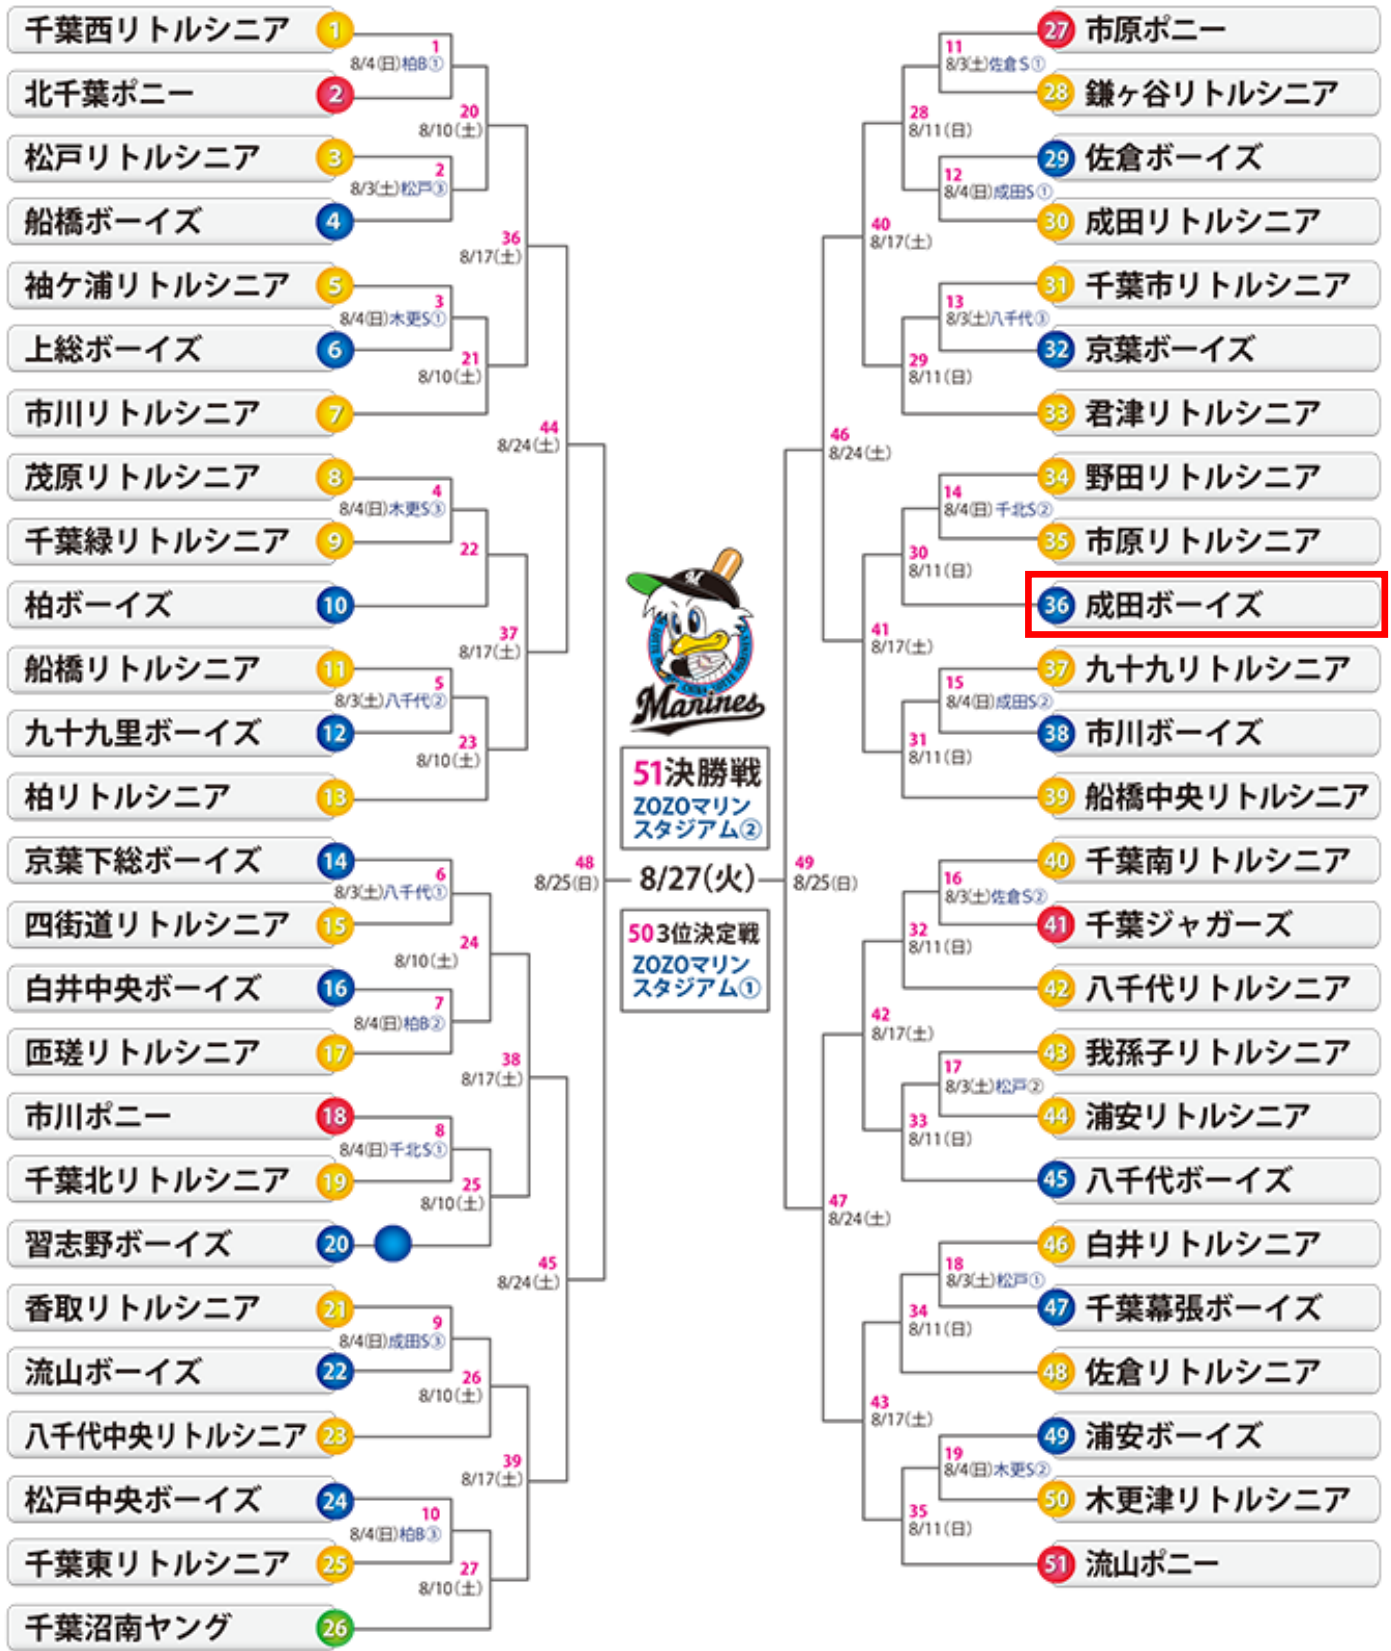 千葉西リトルシニア 1
1
8/4(日)柏B①
北千葉ポニー 2
20
8/10(土)
松戸リトルシニア 3
2
8/3(土)松戸③
船橋ボーイズ 4
36
8/17(土)
袖ケ浦リトルシニア 5
3
8/4(日)木更S①
上総ボーイズ 6
21
8/10(土)
市川リトルシニア 7
44
8/24(土)
茂原リトルシニア 8
4
8/4(日)木更S③
千葉緑リトルシニア 9
22
柏ボーイズ 10
37
8/17(土)
船橋リトルシニア 11
5
8/3(土)八千代②
九十九里ボーイズ 12
23
8/10(土)
柏リトルシニア 13
京葉下総ボーイズ 14
6
8/3(土)八千代①
48
8/25(日)
四街道リトルシニア 15
24
8/10(土)
白井中央ボーイズ 16
7
8/4(日)柏B②
匝瑳リトルシニア 17
38
8/17(土)
市川ポニー 18
8
8/4(日)千北S①
千葉北リトルシニア 19
25
8/10(土)
習志野ボーイズ 20
45
8/24(土)
香取リトルシニア 21
9
8/4(日)成田S③
流山ボーイズ 22
26
8/10(土)
八千代中央リトルシニア 23
39
8/17(土)
松戸中央ボーイズ 24
10
8/4(日)柏B③
千葉東リトルシニア 25
27
8/10(土)
千葉沼南ヤング 26
M
Marines
51決勝戦
ZOZOマリン
スタジアム②
8/27(火)
50 3位決定戦
ZOZOマリン
スタジアム①
27 市原ポニー
11
8/3(土)佐倉S①
28 鎌ヶ谷リトルシニア
28
8/11(日)
29 佐倉ボーイズ
12
8/4(日)成田S①
30 成田リトルシニア
40
8/17(土)
31 千葉市リトルシニア
13
8/3(土)八千代③
32 京葉ボーイズ
29
8/11(日)
33 君津リトルシニア
46
8/24(土)
34 野田リトルシニア
14
8/4(日)千北S②
35 市原リトルシニア
30
8/11(日)
36 成田ボーイズ
41
8/17(土)
37 九十九リトルシニア
15
8/4(日)成田S②
38 市川ボーイズ
31
8/11(日)
39 船橋中央リトルシニア
49
8/25(日)
40 千葉南リトルシニア
16
8/3(土)佐倉S②
41 千葉ジャガーズ
32
8/11(日)
42 八千代リトルシニア
42
8/17(土)
43 我孫子リトルシニア
17
8/3(土)松戸②
44 浦安リトルシニア
33
8/11(日)
45 八千代ボーイズ
47
8/24(土)
46 白井リトルシニア
18
8/3(土)松戸①
47 千葉幕張ボーイズ
34
8/11(日)
48 佐倉リトルシニア
43
8/17(土)
49 浦安ボーイズ
19
8/4(日)木更S②
50 木更津リトルシニア
35
8/11(日)
51 流山ポニー